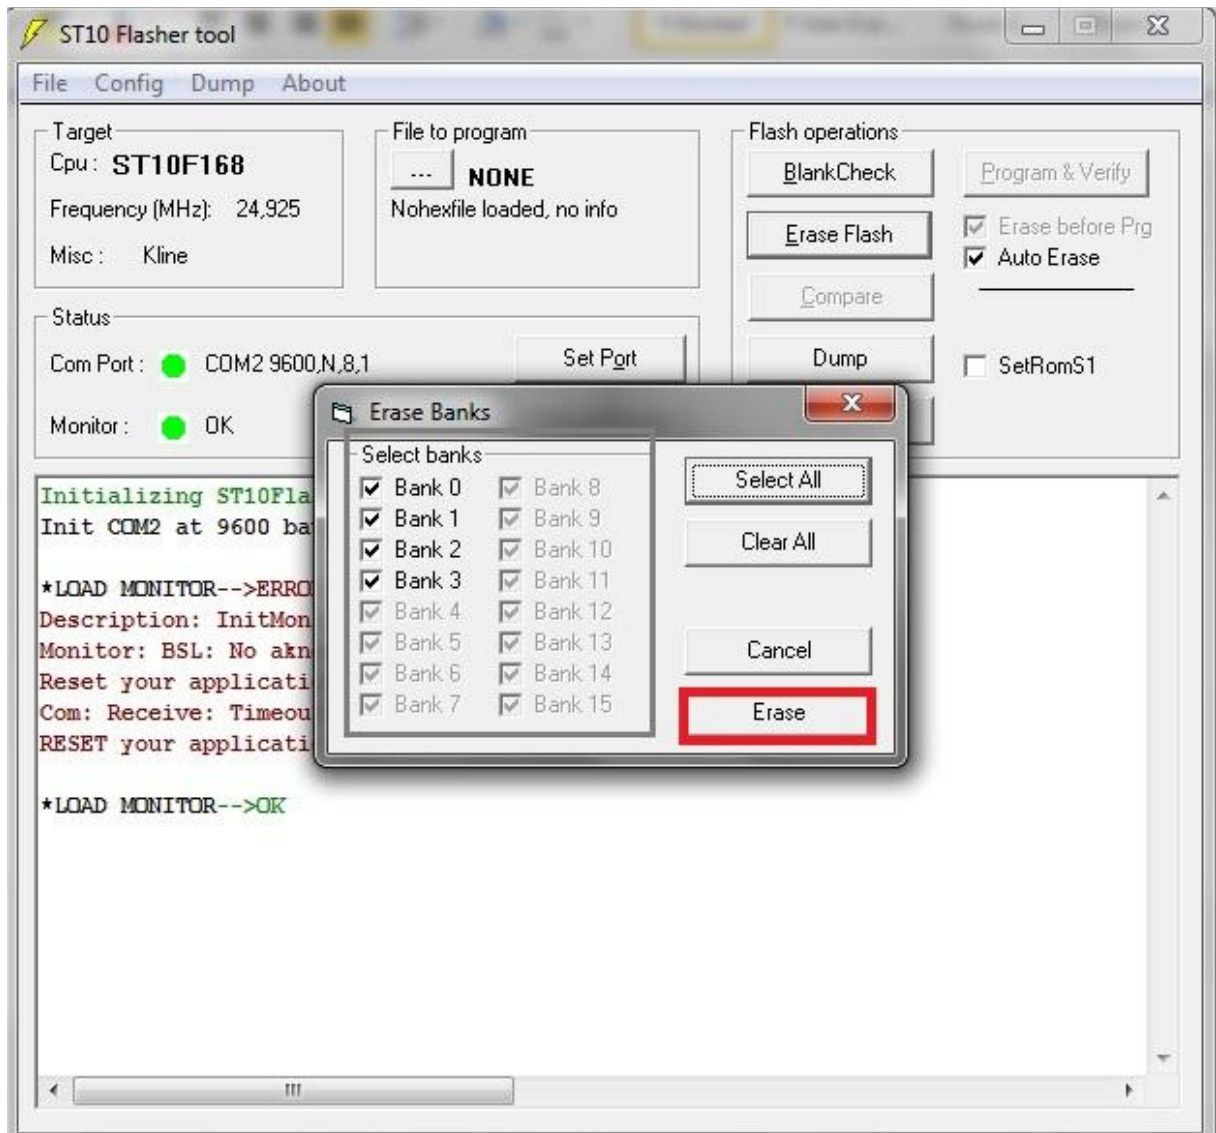 ST10 Flasher tool
File Config Dump About
Target
Cpu : ST10F168
Frequency (MHz): 24,925
Misc : Kline
File to program
... NONE
Nohexfile loaded, no info
Flash operations
BlankCheck
Program & Verify
Erase Flash
Erase before Prg
Auto Erase
Compare
Dump
SetRomS1
Status
Com Port : COM2 9600,N,8,1
Set Port
Monitor : OK
Erase Banks
Select banks
Bank 0 Bank 8
Bank 1 Bank 9
Bank 2 Bank 10
Bank 3 Bank 11
Bank 4 Bank 12
Bank 5 Bank 13
Bank 6 Bank 14
Bank 7 Bank 15
Select All
Clear All
Cancel
Erase
Initializing ST10Fla
Init COM2 at 9600 ba
*LOAD MONITOR-->ERRO
Description: InitMon
Monitor: BSL: No akn
Reset your applicati
Com: Receive: Timeou
RESET your applicati
*LOAD MONITOR-->OK